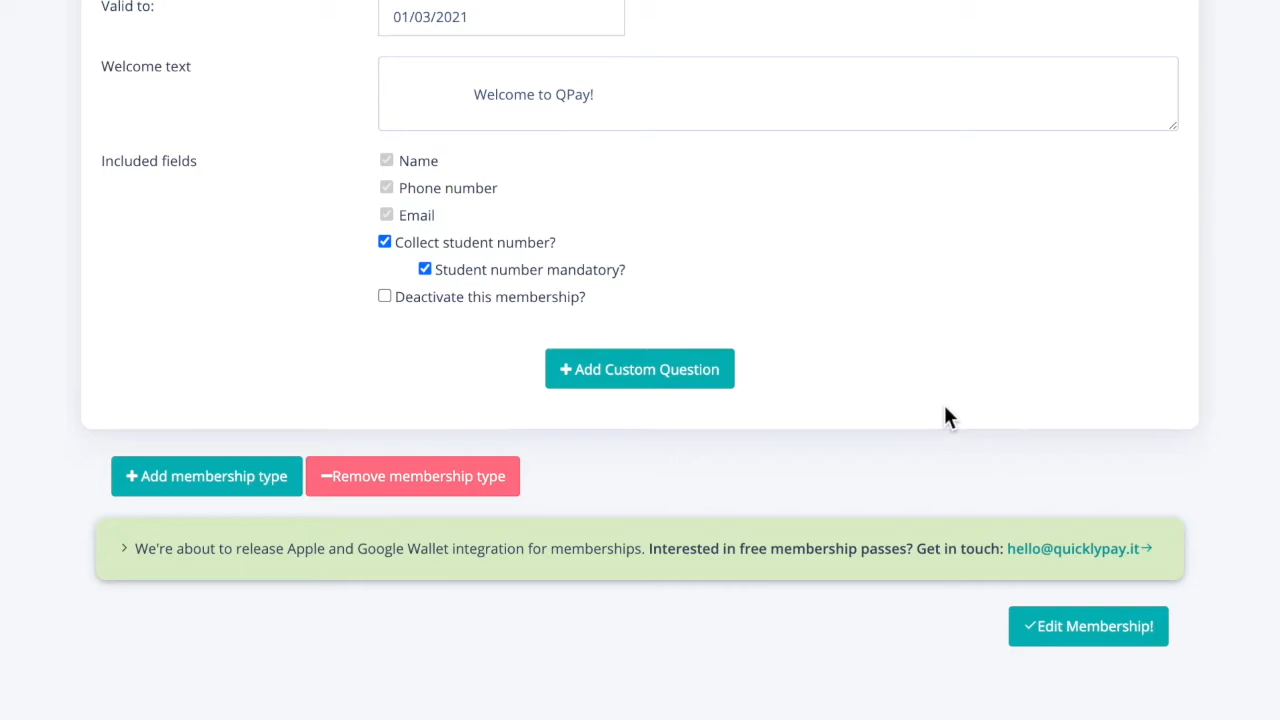 Valid to:
01/03/2021
Welcome text
Welcome to QPay!
Included fields
Name
Phone number
Email
Collect student number?
Student number mandatory?
Deactivate this membership?
Add Custom Question
Add membership type
Remove membership type
We're about to release Apple and Google Wallet integration for memberships. Interested in free membership passes? Get in touch: hello@quicklypay.it
Edit Membership!